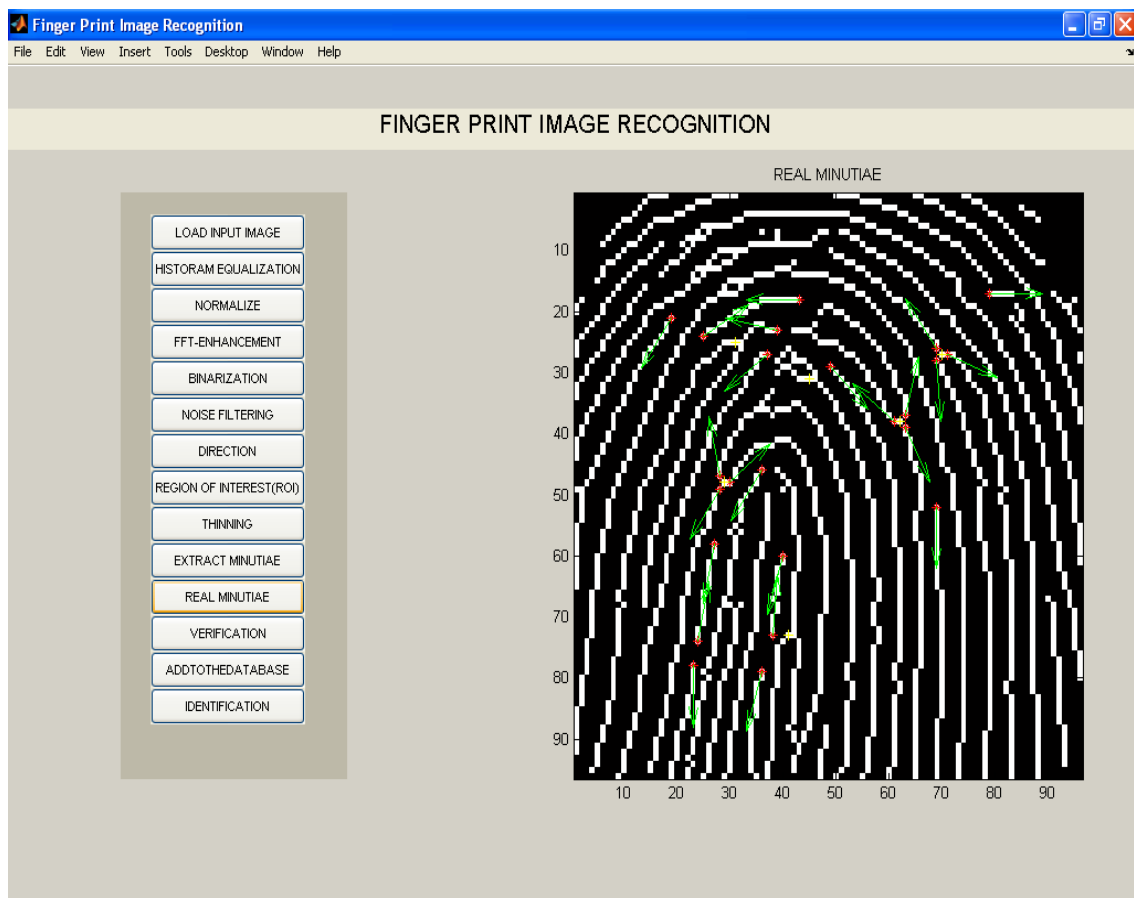 Finger Print Image Recognition
File Edit View Insert Tools Desktop Window Help
FINGER PRINT IMAGE RECOGNITION
LOAD INPUT IMAGE
HISTORAM EQUALIZATION
NORMALIZE
FFT-ENHANCEMENT
BINARIZATION
NOISE FILTERING
DIRECTION
REGION OF INTEREST(ROI)
THINNING
EXTRACT MINUTIAE
REAL MINUTIAE
VERIFICATION
ADDTOTHEDATABASE
IDENTIFICATION
REAL MINUTIAE
10
20
30
40
50
60
70
80
90
10 20 30 40 50 60 70 80 90